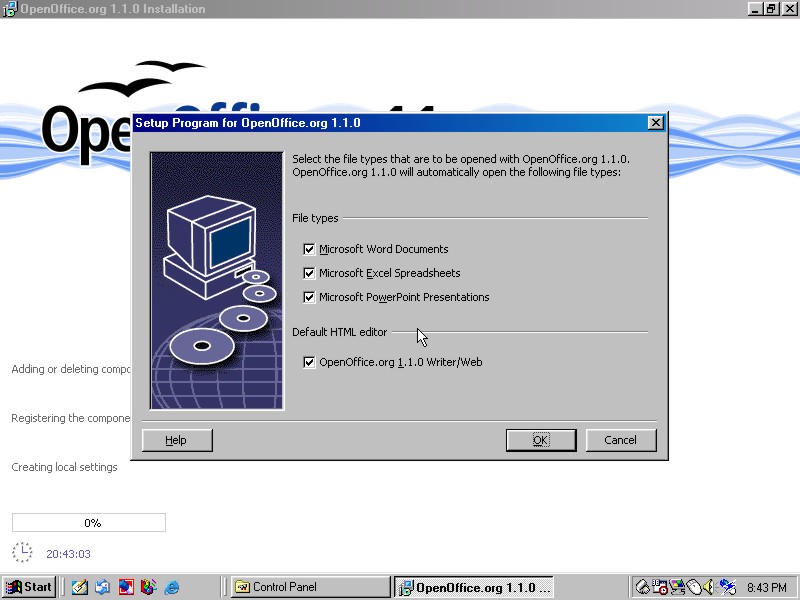 OpenOffice.org 1.1.0 Installation
Setup Program for OpenOffice.org 1.1.0
Select the file types that are to be opened with OpenOffice.org 1.1.0.
OpenOffice.org 1.1.0 will automatically open the following file types:
File types
Microsoft Word Documents
Microsoft Excel Spreadsheets
Microsoft PowerPoint Presentations
Default HTML editor
OpenOffice.org 1.1.0 Writer/Web
Help
OK
Cancel
Adding or deleting
Registering the
Creating local settings
0%
20:43:03
Start
Control Panel
OpenOffice.org 1.1.0 ...
8:43 PM